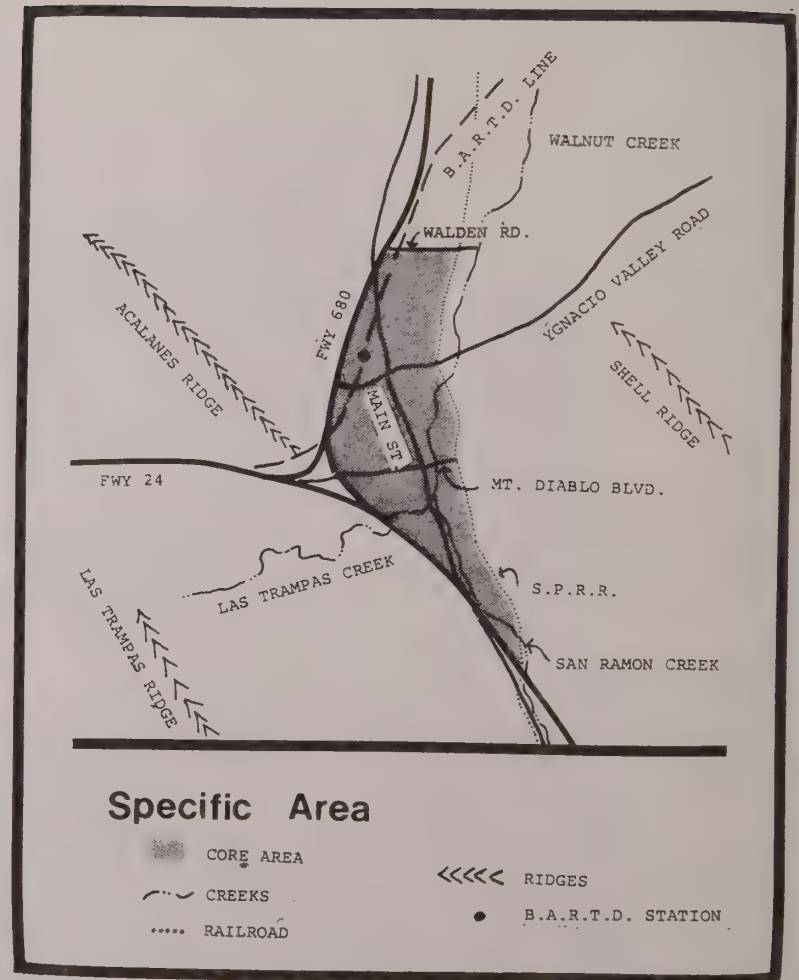 B.A.R.T.D. LINE
WALNUT CREEK
WALDEN RD.
YGNACIO VALLEY ROAD
ACALANES RIDGE
FWY 680
SHELL RIDGE
MAIN ST.
FWY 24
MT. DIABLO BLVD.
LAS TRAMPAS CREEK
S.P.R.R.
LAS TRAMPAS RIDGE
SAN RAMON CREEK
Specific Area
CORE AREA
CREEKS
RAILROAD
RIDGES
B.A.R.T.D. STATION